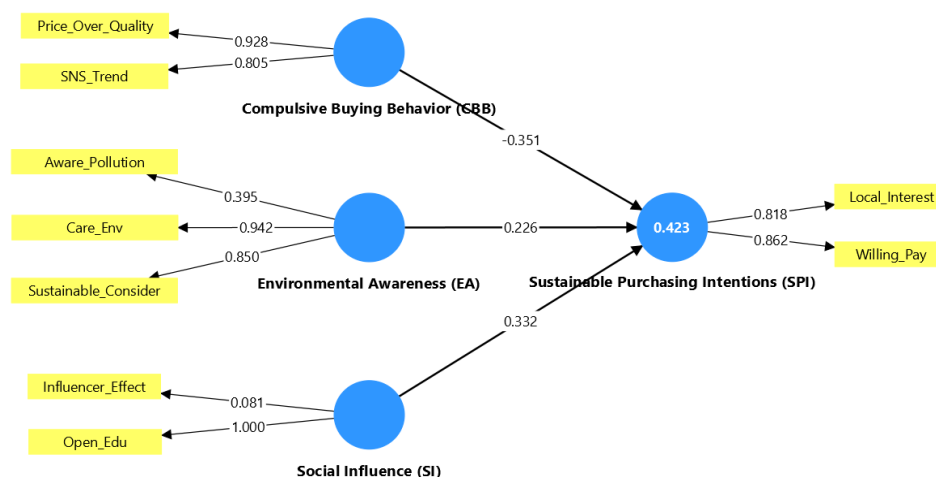 Price_Over_Quality
0.928
0.805
SNS_Trend
Compulsive Buying Behavior (CBB)
-0.351
Aware_Pollution
0.395
Care_Env
0.942
0.850
Sustainable_Consider
Environmental Awareness (EA)
0.226
0.423
Sustainable Purchasing Intentions (SPI)
Local_Interest
0.818
0.862
Willing_Pay
0.332
Influencer_Effect
0.081
1.000
Open_Edu
Social Influence (SI)